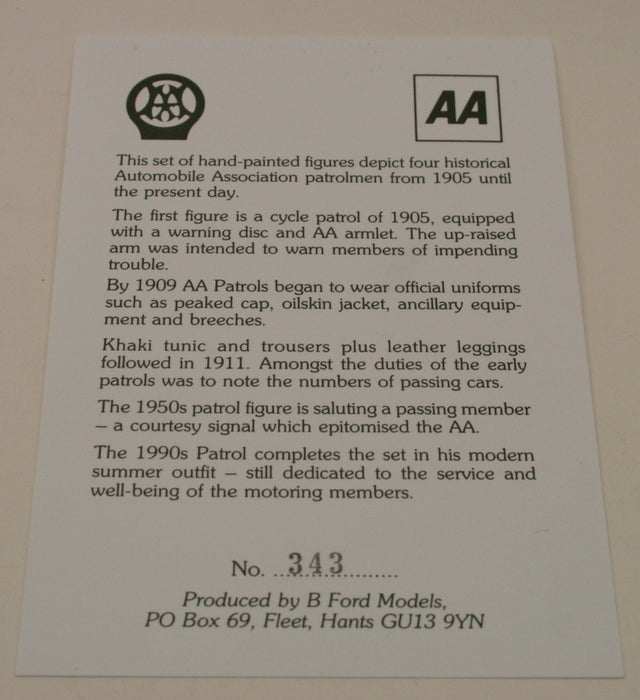 AA
AA
This set of hand-painted figures depict four historical
Automobile Association patrolmen from 1905 until
the present day.
The first figure is a cycle patrol of 1905, equipped
with a warning disc and AA armlet. The up-raised
arm was intended to warn members of impending
trouble.
By 1909 AA Patrols began to wear official uniforms
such as peaked cap, oilskin jacket, ancillary equip-
ment and breeches.
Khaki tunic and trousers plus leather leggings
followed in 1911. Amongst the duties of the early
patrols was to note the numbers of passing cars.
The 1950s patrol figure is saluting a passing member
– a courtesy signal which epitomised the AA.
The 1990s Patrol completes the set in his modern
summer outfit – still dedicated to the service and
well-being of the motoring members.
No. ..343..........
Produced by B Ford Models,
PO Box 69, Fleet, Hants GU13 9YN